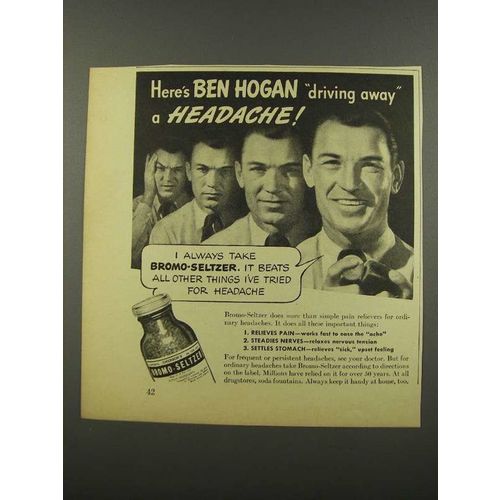 Here's BEN HOGAN "driving away"
a HEADACHE!
I ALWAYS TAKE
BROMO-SELTZER. IT BEATS
ALL OTHER THINGS I'VE TRIED
FOR HEADACHE
Bromo-Seltzer does more than simple pain relievers for ordi-
nary headaches. It does all these important things:
1. RELIEVES PAIN—works fast to ease the "ache"
2. STEADIES NERVES—relaxes nervous tension
3. SETTLES STOMACH—relieves "sick," upset feeling
For frequent or persistent headaches, see your doctor. But for
ordinary headaches take Bromo-Seltzer according to directions
on the label. Millions have relied on it for over 50 years. At all
drugstores, soda fountains. Always keep it handy at home, too.
BROMO-SELTZER
42